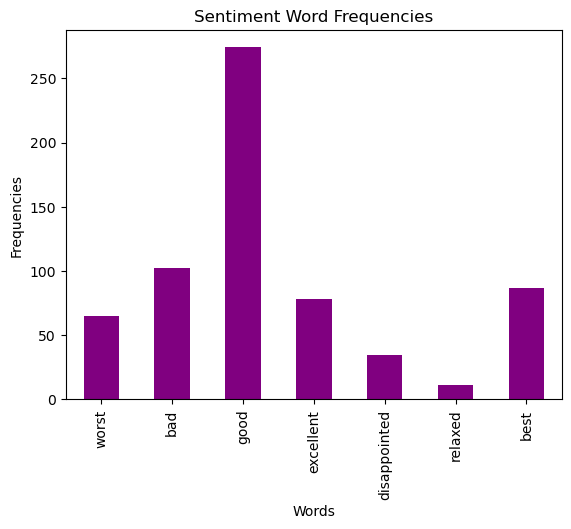 Sentiment Word Frequencies
Frequencies
250
200
150
100
50
0
worst
bad
good
excellent
disappointed
relaxed
best
Words